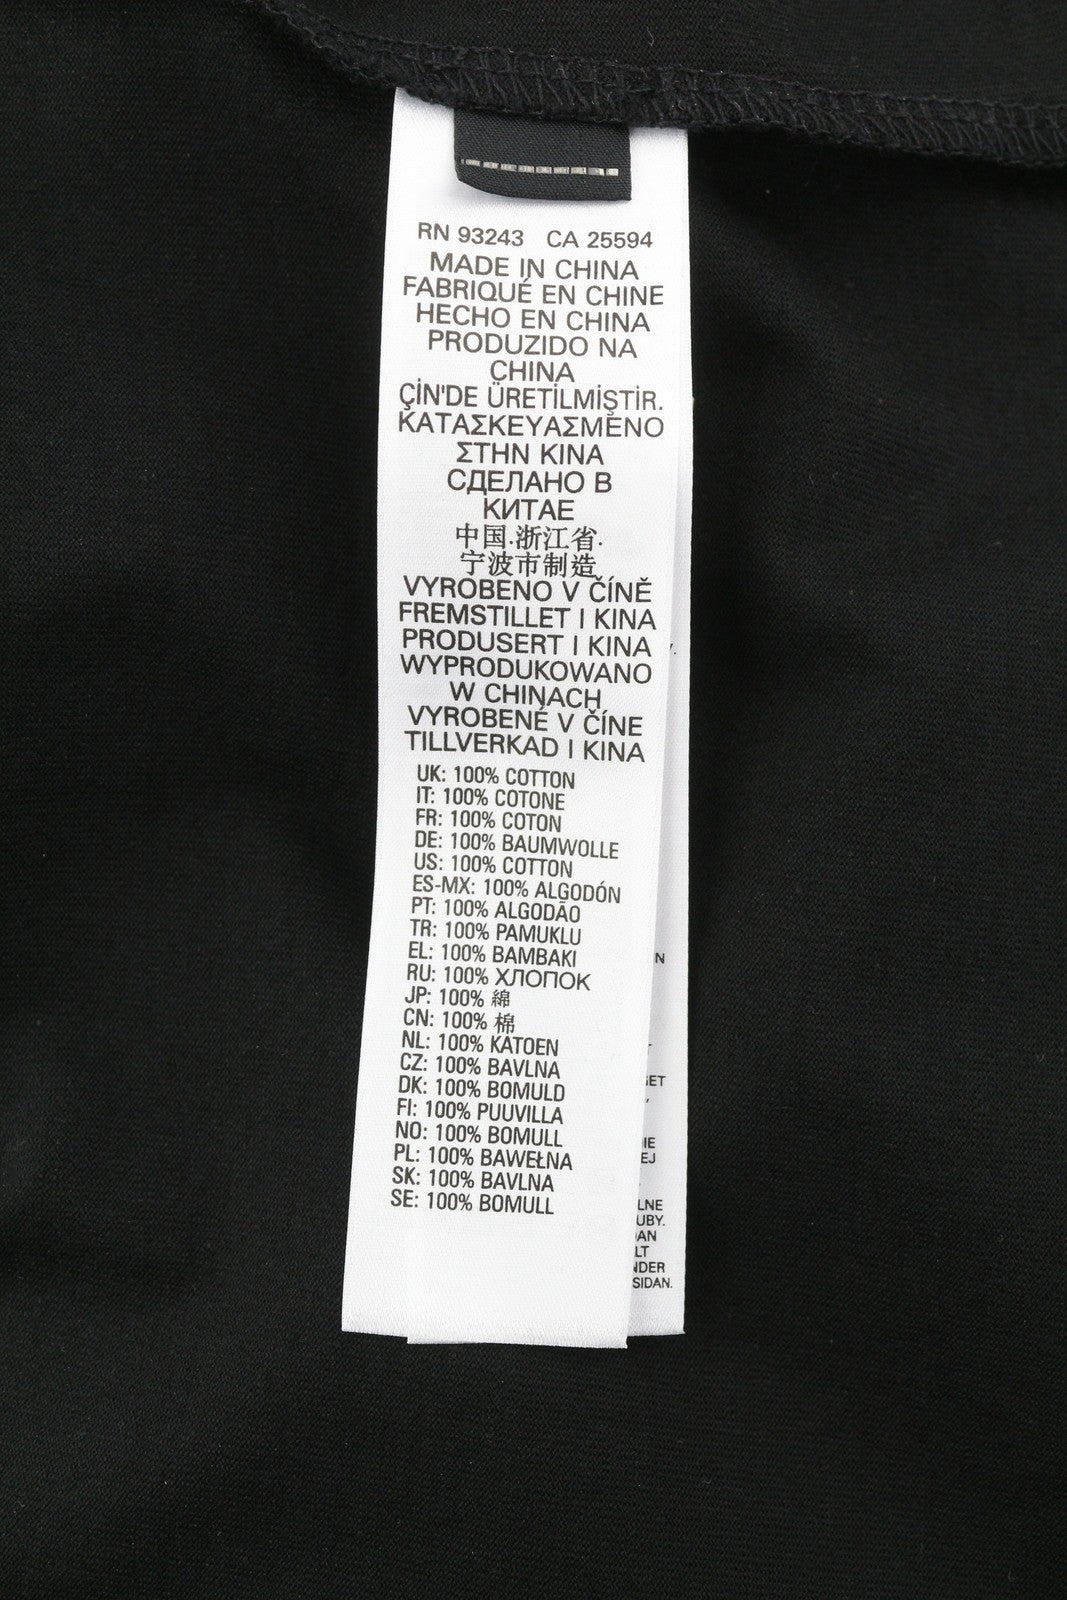 RN 93243 CA 25594
MADE IN CHINA
FABRIQUÉ EN CHINE
HECHO EN CHINA
PRODUZIDO NA
CHINA
ÇİN'DE ÜRETİLMİŞTİR.
ΚΑΤΑΣΚΕΥΑΣΜΕΝΟ
ΣΤΗΝ ΚΙΝΑ
СДЕЛАНО В
КИТАЕ
中国.浙江省.
宁波市制造
VYROBENO V ČÍNĚ
FREMSTILLET I KINA
PRODUSERT I KINA
WYPRODUKOWANO
W CHINACH
VYROBENÉ V ČÍNE
TILLVERKAD I KINA
UK: 100% COTTON
IT: 100% COTONE
FR: 100% COTON
DE: 100% BAUMWOLLE
US: 100% COTTON
ES-MX: 100% ALGODÓN
PT: 100% ALGODÃO
TR: 100% PAMUKLU
EL: 100% BAMBAKI
RU: 100% ХЛОПОК
JP: 100% 綿
CN: 100% 棉
NL: 100% KATOEN
CZ: 100% BAVLNA
DK: 100% BOMULD
FI: 100% PUUVILLA
NO: 100% BOMULL
PL: 100% BAWEŁNA
SK: 100% BAVLNA
SE: 100% BOMULL